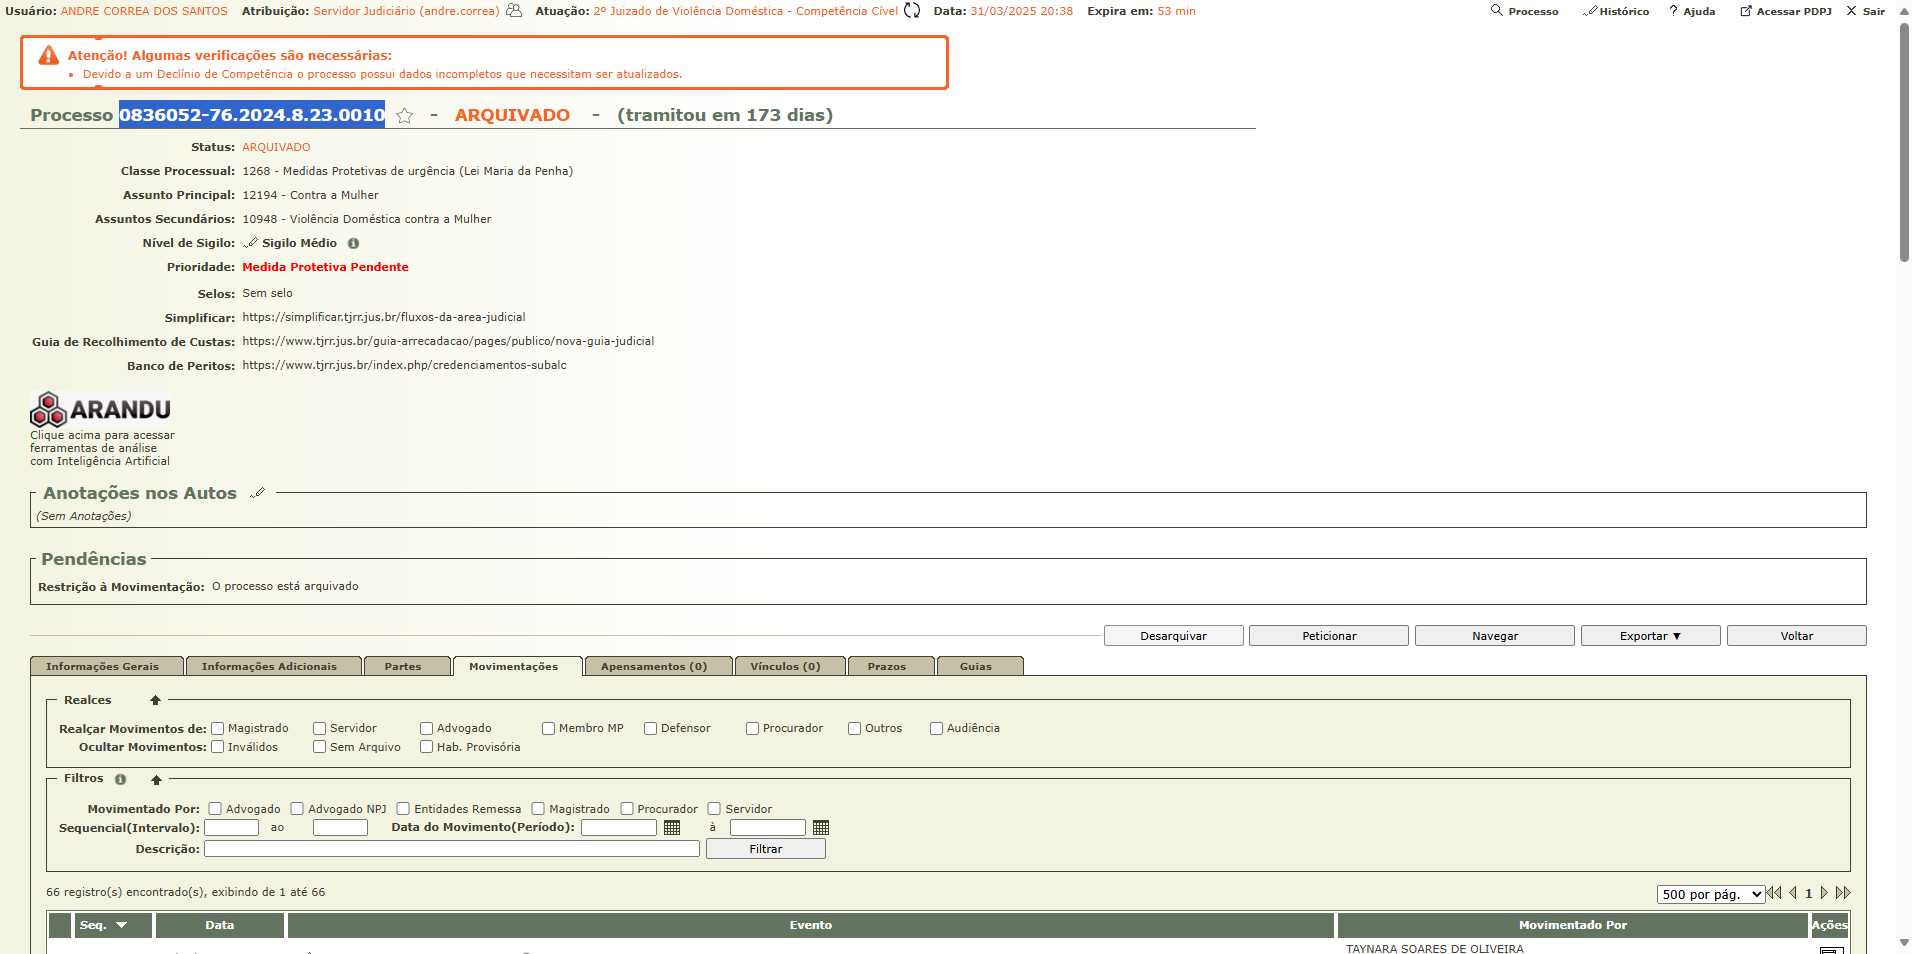 Usuário: ANDRE CORREA DOS SANTOS Atribuição: Servidor Judiciário (andre.correa) Atuação: 2º Juizado de Violência Doméstica - Competência Cível Data: 31/03/2025 20:38 Expira em: 53 min Processo Histórico ? Ajuda Acessar PDPJ X Sair
Atenção! Algumas verificações são necessárias:
• Devido a um Declínio de Competência o processo possui dados incompletos que necessitam ser atualizados.
Processo 0836052-76.2024.8.23.0010 - ARQUIVADO - (tramitou em 173 dias)
Status: ARQUIVADO
Classe Processual: 1268 - Medidas Protetivas de urgência (Lei Maria da Penha)
Assunto Principal: 12194 - Contra a Mulher
Assuntos Secundários: 10948 - Violência Doméstica contra a Mulher
Nível de Sigilo: Sigilo Médio
Prioridade: Medida Protetiva Pendente
Selos: Sem selo
Simplificar: https://simplificar.tjrr.jus.br/fluxos-da-area-judicial
Guia de Recolhimento de Custas: https://www.tjrr.jus.br/guia-arrecadacao/pages/publico/nova-guia-judicial
Banco de Peritos: https://www.tjrr.jus.br/index.php/credenciamentos-subalc
ARANDU
Clique acima para acessar
ferramentas de análise
com Inteligência Artificial
Anotações nos Autos
(Sem Anotações)
Pendências
Restrição à Movimentação: O processo está arquivado
Desarquivar Peticionar Navegar Exportar ▼ Voltar
Informações Gerais Informações Adicionais Partes Movimentações Apensamentos (0) Vínculos (0) Prazos Guias
Realces
Realçar Movimentos de: Magistrado Servidor Advogado Membro MP Defensor Procurador Outros Audiência
Ocultar Movimentos: Inválidos Sem Arquivo Hab. Provisória
Filtros
Movimentado Por: Advogado Advogado NPJ Entidades Remessa Magistrado Procurador Servidor
Sequencial(Intervalo): ao Data do Movimento(Período): à
Descrição: Filtrar
66 registro(s) encontrado(s), exibindo de 1 até 66
500 por pág. 1
Seq. Data Evento Movimentado Por Ações
TAYNARA SOARES DE OLIVEIRA